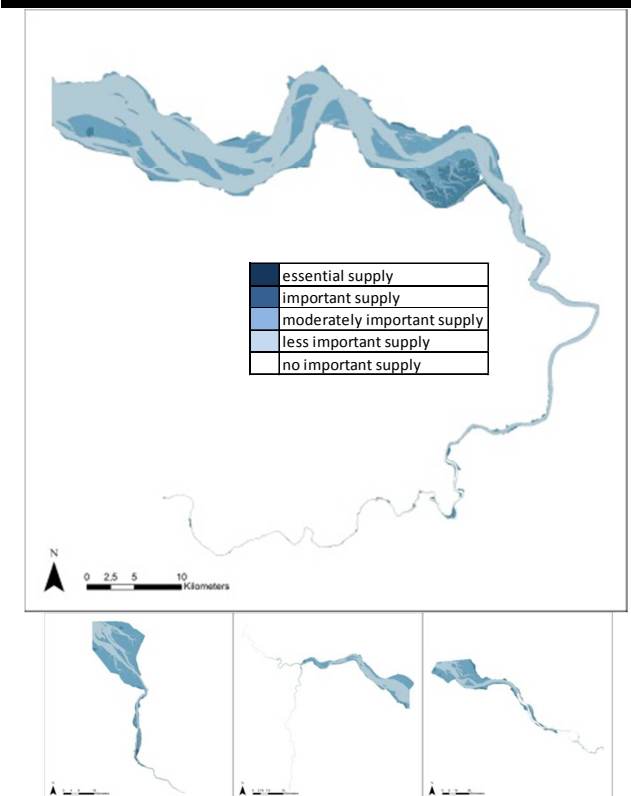 essential supply
important supply
moderately important supply
less important supply
no important supply
N
0 2.5 5 10
Kilometers